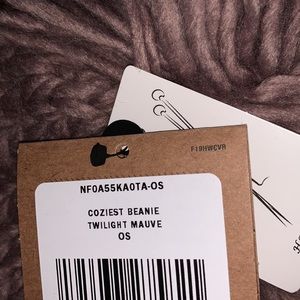 F19HWCVR
NF0A55KA0TA-OS
COZIEST BEANIE
TWILIGHT MAUVE
OS